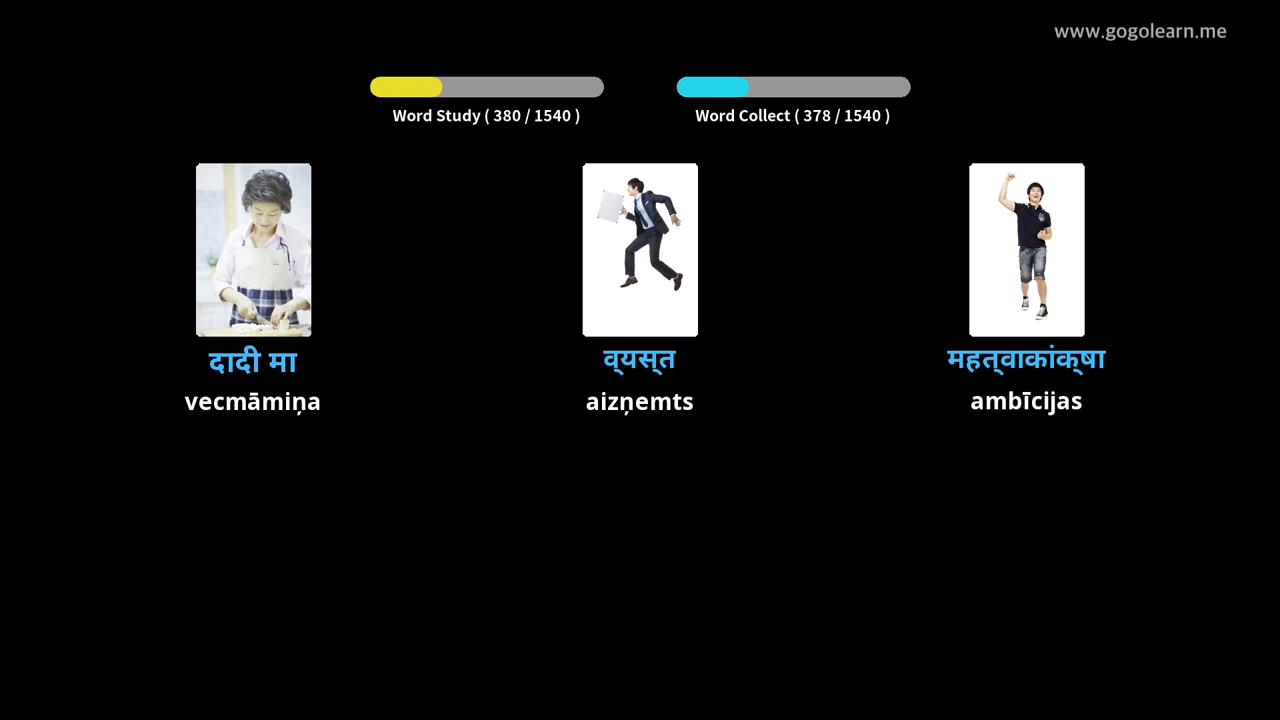 www.gogolearn.me
Word Study ( 380 / 1540 )
Word Collect ( 378 / 1540 )
दादी मा
व्‌यस्‌त
महत्‌वाकांक्‌षा
vecmāmiņa
aizņemts
ambīcijas